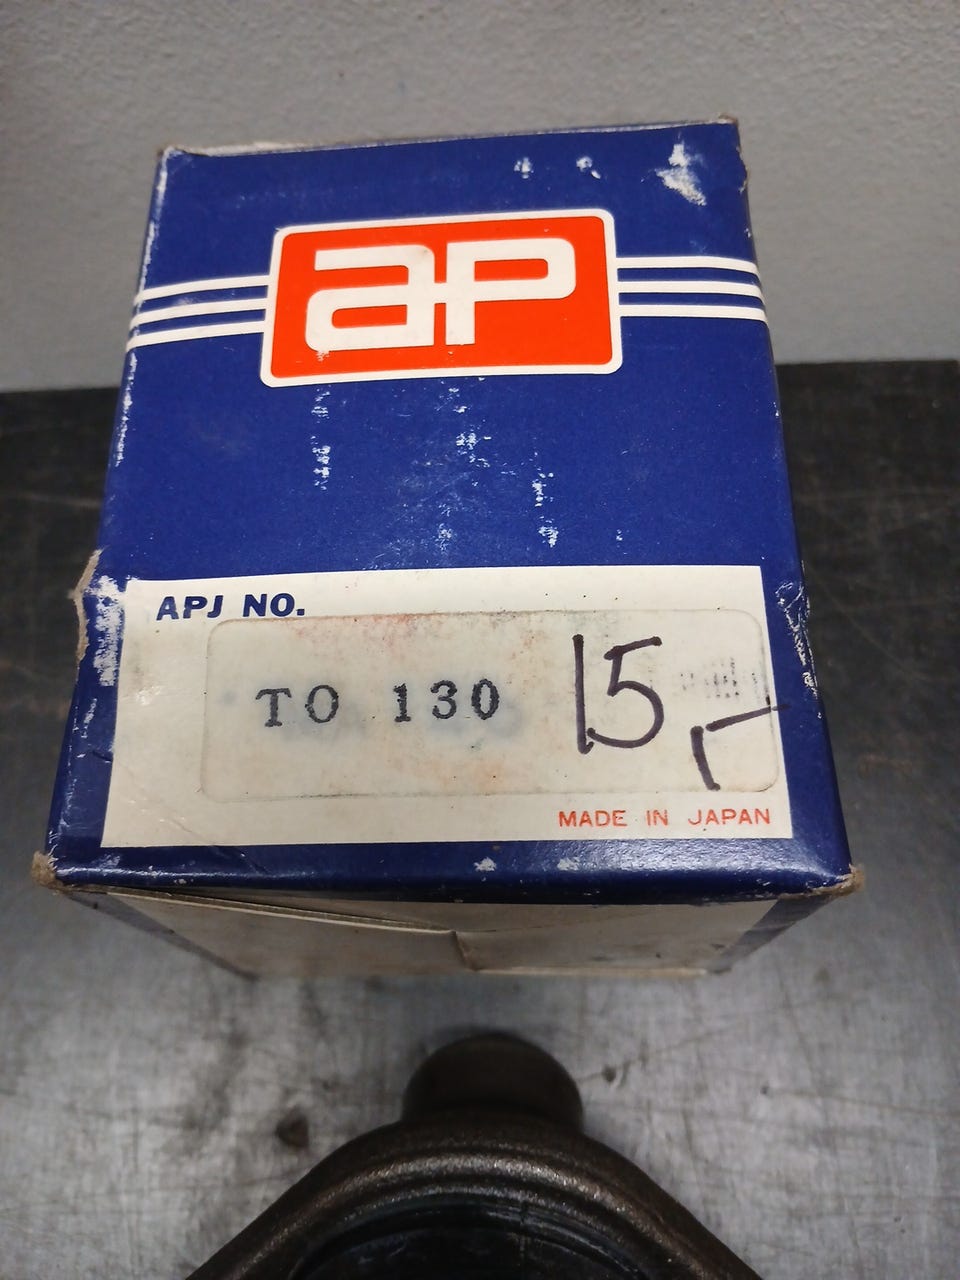 ap
APJ NO.
TO 130 15,-
MADE IN JAPAN